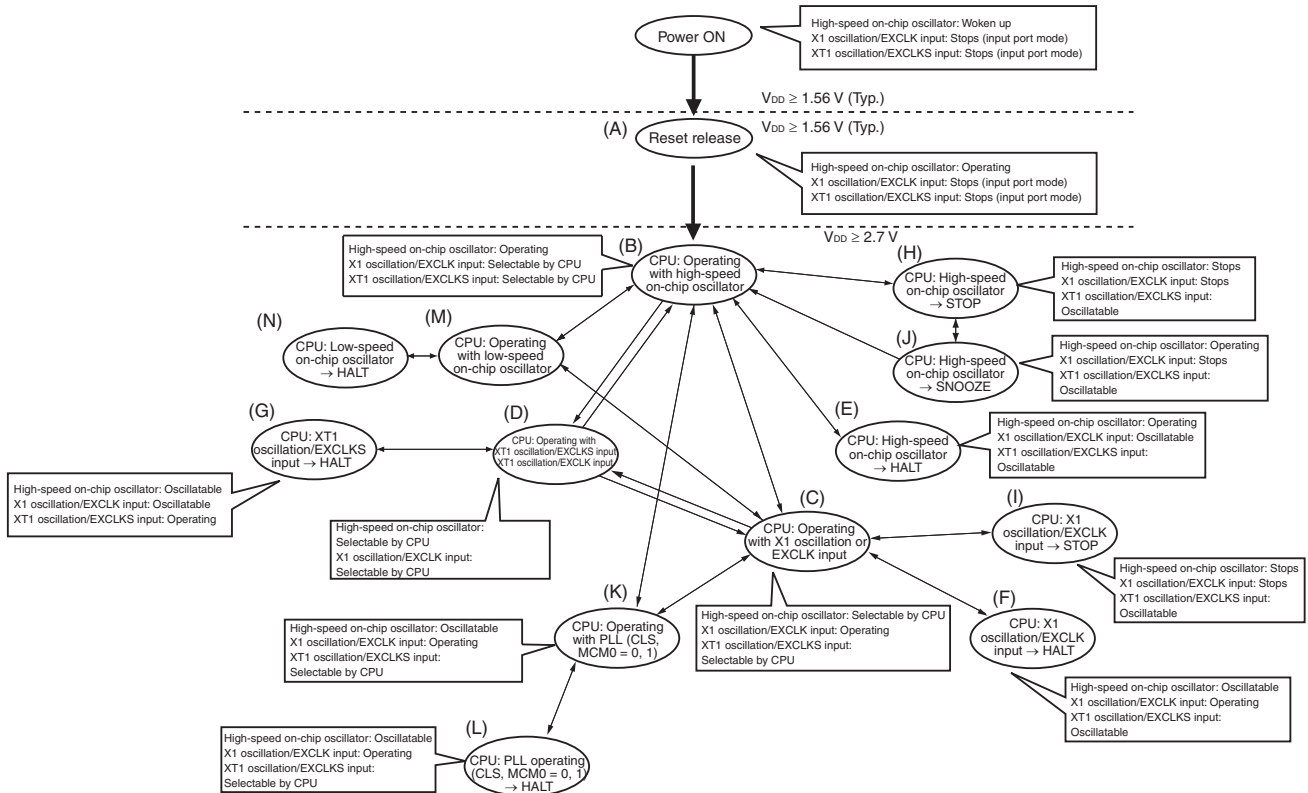 Power ON
High-speed on-chip oscillator: Woken up
X1 oscillation/EXCLK input: Stops (input port mode)
XT1 oscillation/EXCLKS input: Stops (input port mode)
VDD ≥ 1.56 V (Typ.)
(A)
Reset release
VDD ≥ 1.56 V (Typ.)
High-speed on-chip oscillator: Operating
X1 oscillation/EXCLK input: Stops (input port mode)
XT1 oscillation/EXCLKS input: Stops (input port mode)
VDD ≥ 2.7 V
High-speed on-chip oscillator: Operating
X1 oscillation/EXCLK input: Selectable by CPU
XT1 oscillation/EXCLKS input: Selectable by CPU
(B)
CPU: Operating
with high-speed
on-chip oscillator
(H)
CPU: High-speed
on-chip oscillator
→ STOP
High-speed on-chip oscillator: Stops
X1 oscillation/EXCLK input: Stops
XT1 oscillation/EXCLKS input:
Oscillatable
(N)
CPU: Low-speed
on-chip oscillator
→ HALT
(M)
CPU: Operating
with low-speed
on-chip oscillator
(J)
CPU: High-speed
on-chip oscillator
→ SNOOZE
High-speed on-chip oscillator: Operating
X1 oscillation/EXCLK input: Stops
XT1 oscillation/EXCLKS input:
Oscillatable
(G)
CPU: XT1
oscillation/EXCLKS
input → HALT
(D)
CPU: Operating with
XT1 oscillation/EXCLKS input
XT1 oscillation/EXCLK input
(E)
CPU: High-speed
on-chip oscillator
→ HALT
High-speed on-chip oscillator: Operating
X1 oscillation/EXCLK input: Oscillatable
XT1 oscillation/EXCLKS input:
Oscillatable
High-speed on-chip oscillator: Oscillatable
X1 oscillation/EXCLK input: Oscillatable
XT1 oscillation/EXCLKS input: Operating
High-speed on-chip oscillator:
Selectable by CPU
X1 oscillation/EXCLK input:
Selectable by CPU
(C)
CPU: Operating
with X1 oscillation or
EXCLK input
(I)
CPU: X1
oscillation/EXCLK
input → STOP
High-speed on-chip oscillator: Stops
X1 oscillation/EXCLK input: Stops
XT1 oscillation/EXCLKS input:
Oscillatable
(K)
CPU: Operating
with PLL (CLS,
MCM0 = 0, 1)
High-speed on-chip oscillator: Oscillatable
X1 oscillation/EXCLK input: Operating
XT1 oscillation/EXCLKS input:
Selectable by CPU
High-speed on-chip oscillator: Selectable by CPU
X1 oscillation/EXCLK input: Operating
XT1 oscillation/EXCLKS input:
Selectable by CPU
(F)
CPU: X1
oscillation/EXCLK
input → HALT
High-speed on-chip oscillator: Oscillatable
X1 oscillation/EXCLK input: Operating
XT1 oscillation/EXCLKS input:
Oscillatable
(L)
CPU: PLL operating
(CLS, MCM0 = 0, 1)
→ HALT
High-speed on-chip oscillator: Oscillatable
X1 oscillation/EXCLK input: Operating
XT1 oscillation/EXCLKS input:
Selectable by CPU